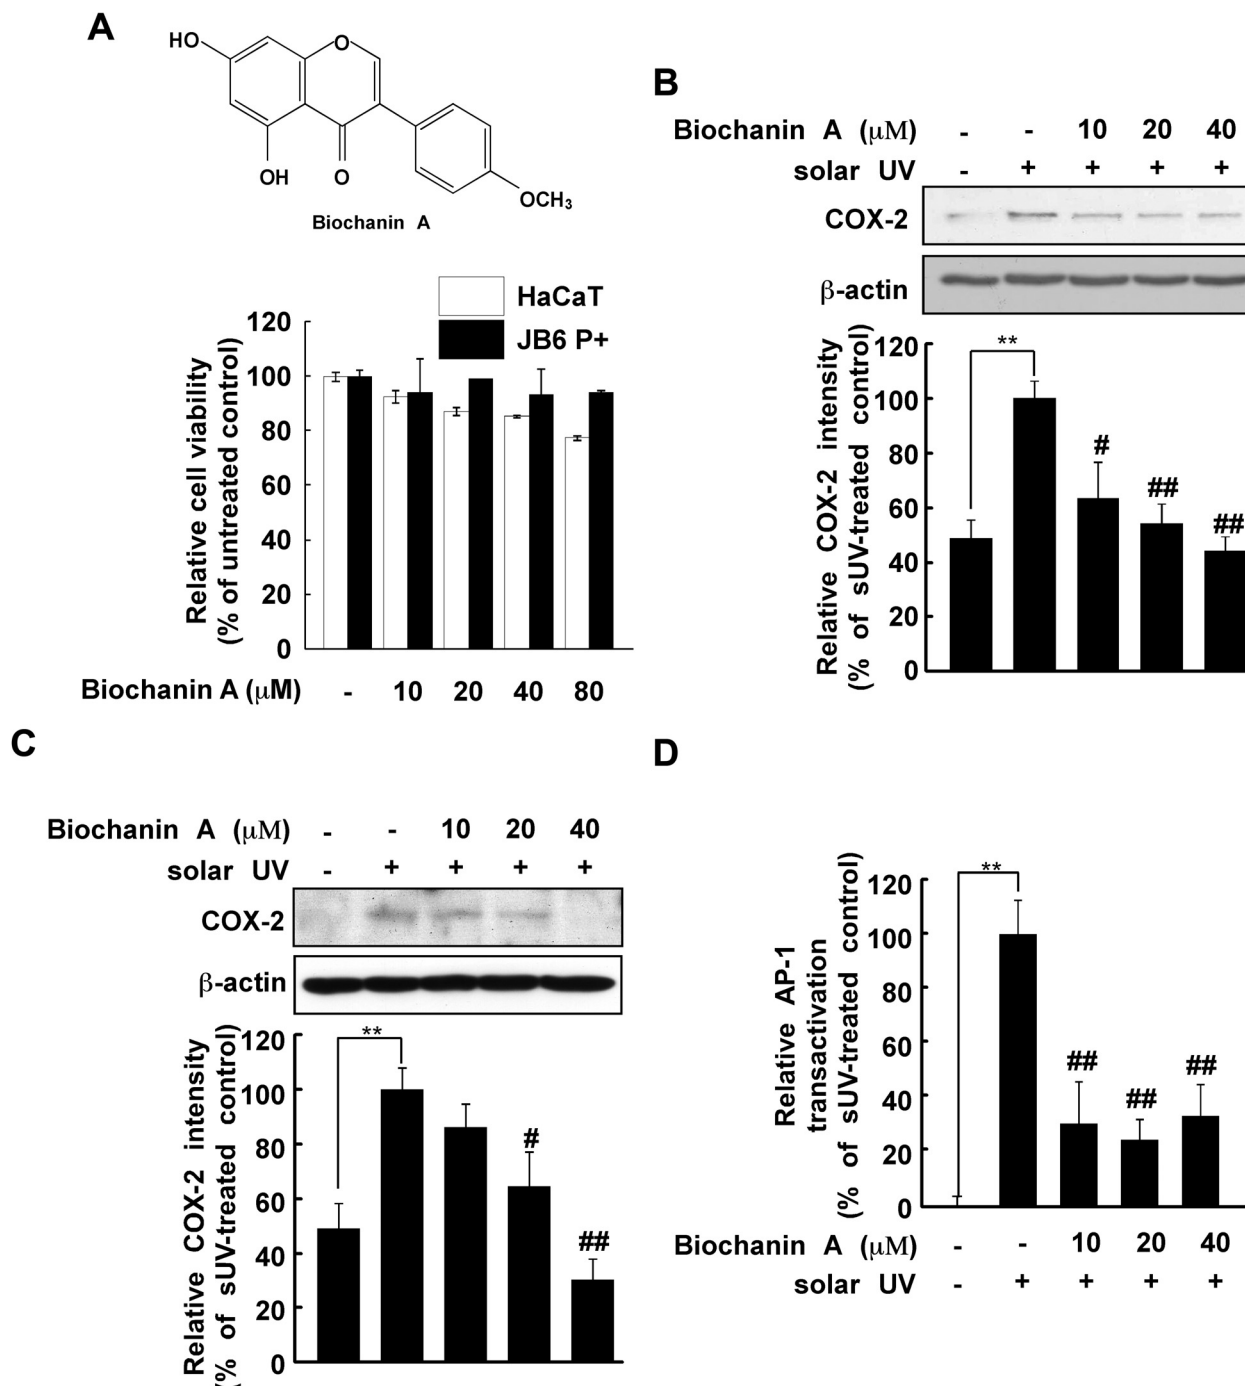 A
HO
O
OH
O
OCH3
Biochanin A
HaCaT
JB6 P+
Relative cell viability
(% of untreated control)
120
100
80
60
40
20
0
Biochanin A (μM) - 10 20 40 80
B
Biochanin A (μM) - - 10 20 40
solar UV - + + + +
COX-2
β-actin
Relative COX-2 intensity
(% of sUV-treated control)
120
100
80
60
40
20
0
**
#
##
##
C
Biochanin A (μM) - - 10 20 40
solar UV - + + + +
COX-2
β-actin
Relative COX-2 intensity
(% of sUV-treated control)
120
100
80
60
40
20
0
**
#
##
D
Relative AP-1
transactivation
(% of sUV-treated control)
120
100
80
60
40
20
0
**
##
##
##
Biochanin A (μM) - - 10 20 40
solar UV - + + + +